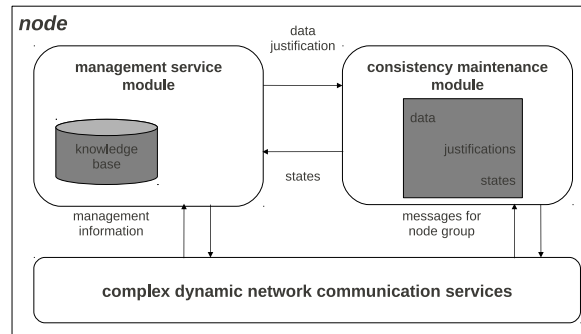 node
data
justification
management service
module
consistency maintenance
module
knowledge
base
data
justifications
states
states
management
information
messages for
node group
complex dynamic network communication services